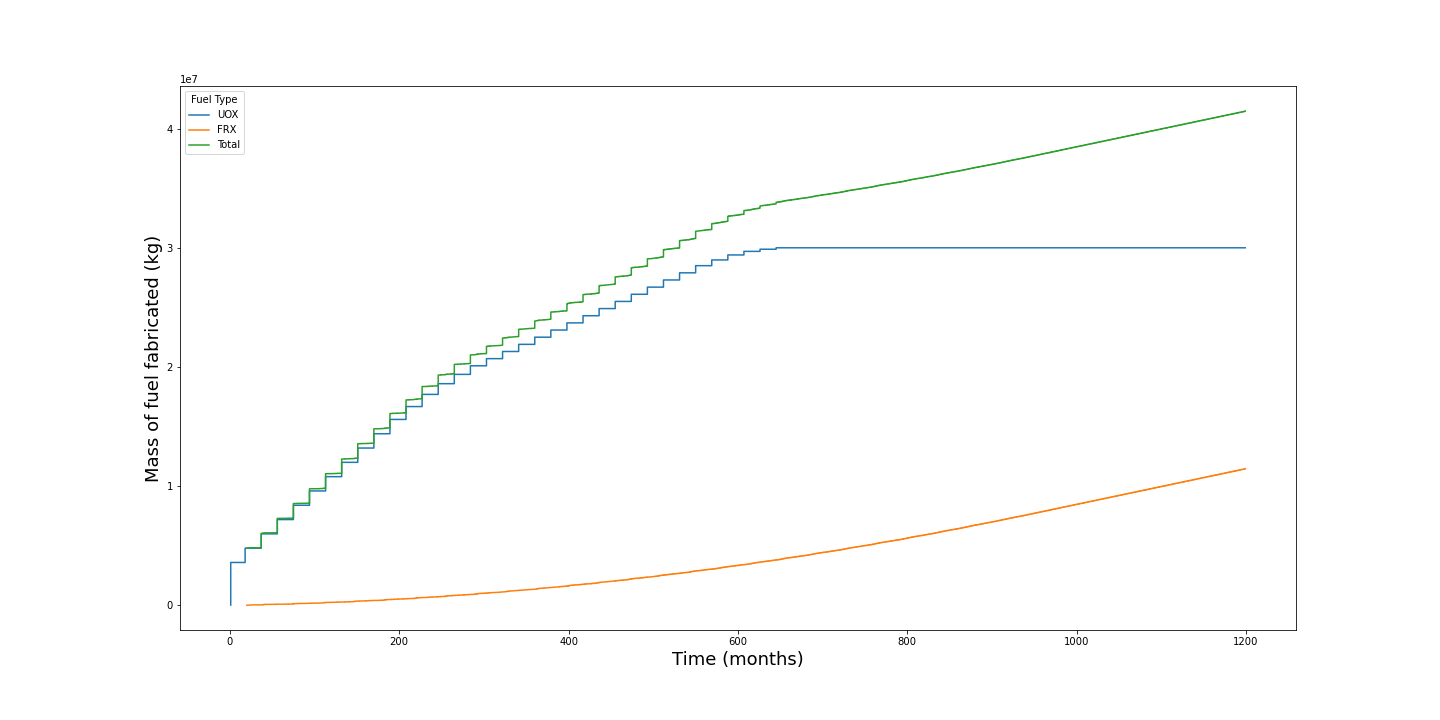 1e7
Fuel Type
UOX
FRX
Total
4
3
2
1
0
Mass of fuel fabricated (kg)
0 200 400 600 800 1000 1200
Time (months)